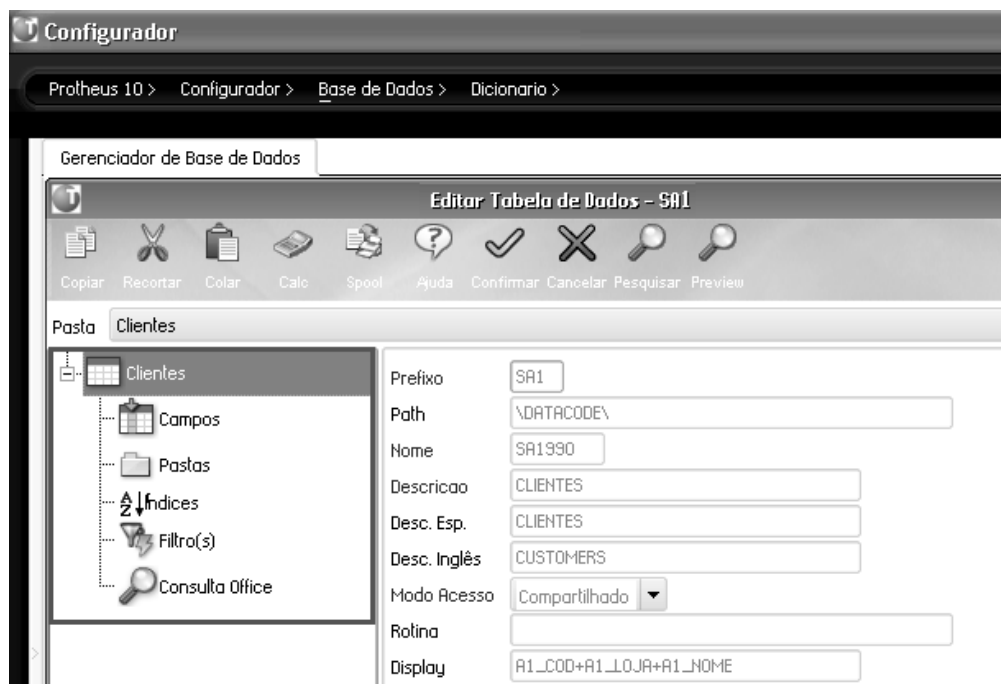 Configurador
Protheus 10 > Configurador > Base de Dados > Dicionario >
Gerenciador de Base de Dados
Editar Tabela de Dados - SA1
Copiar Recortar Colar Calc Spool Ajuda Confirmar Cancelar Pesquisar Preview
Pasta Clientes
Clientes
Campos
Pastas
Índices
Filtro(s)
Consulta Office
Prefixo SA1
Path \DATACODE\
Nome SA1990
Descricao CLIENTES
Desc. Esp. CLIENTES
Desc. Inglês CUSTOMERS
Modo Acesso Compartilhado
Rotina
Display A1_COD+A1_LOJA+A1_NOME